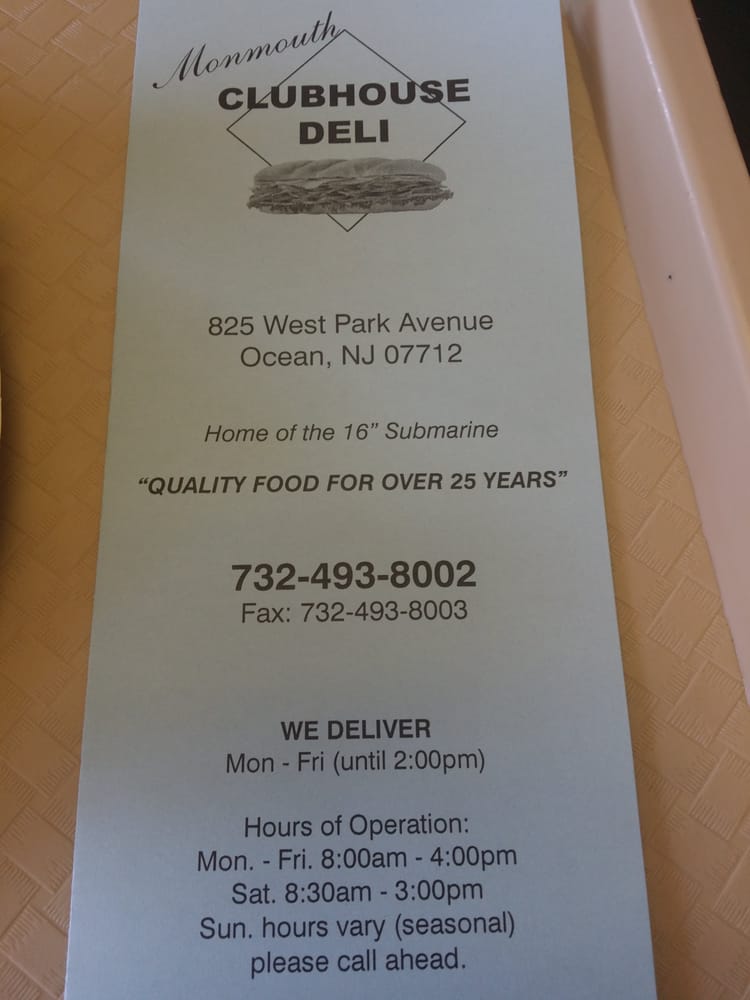 Monmouth
CLUBHOUSE
DELI
825 West Park Avenue
Ocean, NJ 07712
Home of the 16” Submarine
“QUALITY FOOD FOR OVER 25 YEARS”
732-493-8002
Fax: 732-493-8003
WE DELIVER
Mon - Fri (until 2:00pm)
Hours of Operation:
Mon. - Fri. 8:00am - 4:00pm
Sat. 8:30am - 3:00pm
Sun. hours vary (seasonal)
please call ahead.